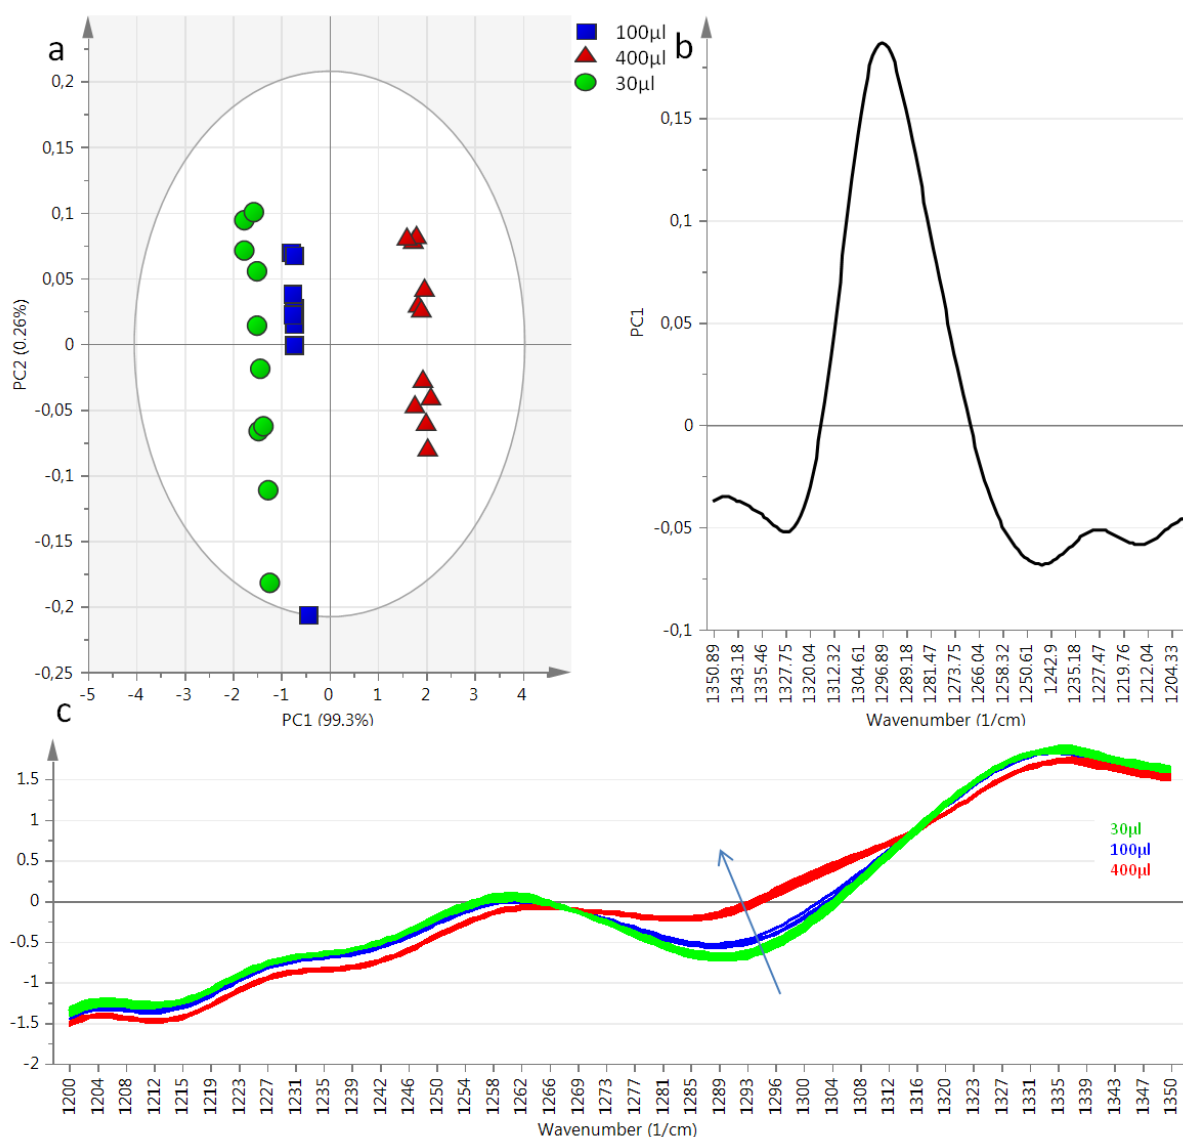 a
100µl
400µl
30µl
0,2
0,15
0,1
0,05
0
-0,05
-0,1
-0,15
-0,2
-0,25
PC2 (0.26%)
-5 -4 -3 -2 -1 0 1 2 3 4
PC1 (99.3%)
b
0,15
0,1
0,05
0
-0,05
-0,1
PC1
1350.89 1343.18 1335.46 1327.75 1320.04 1312.32 1304.61 1296.89 1289.18 1281.47 1273.75 1266.04 1258.32 1250.61 1242.9 1235.18 1227.47 1219.76 1212.04 1204.33
Wavenumber (1/cm)
c
1.5
1
0.5
0
-0.5
-1
-1.5
-2
30µl
100µl
400µl
1200 1204 1208 1212 1215 1219 1223 1227 1231 1235 1239 1242 1246 1250 1254 1258 1262 1266 1269 1273 1277 1281 1285 1289 1293 1296 1300 1304 1308 1312 1316 1320 1323 1327 1331 1335 1339 1343 1347 1350
Wavenumber (1/cm)